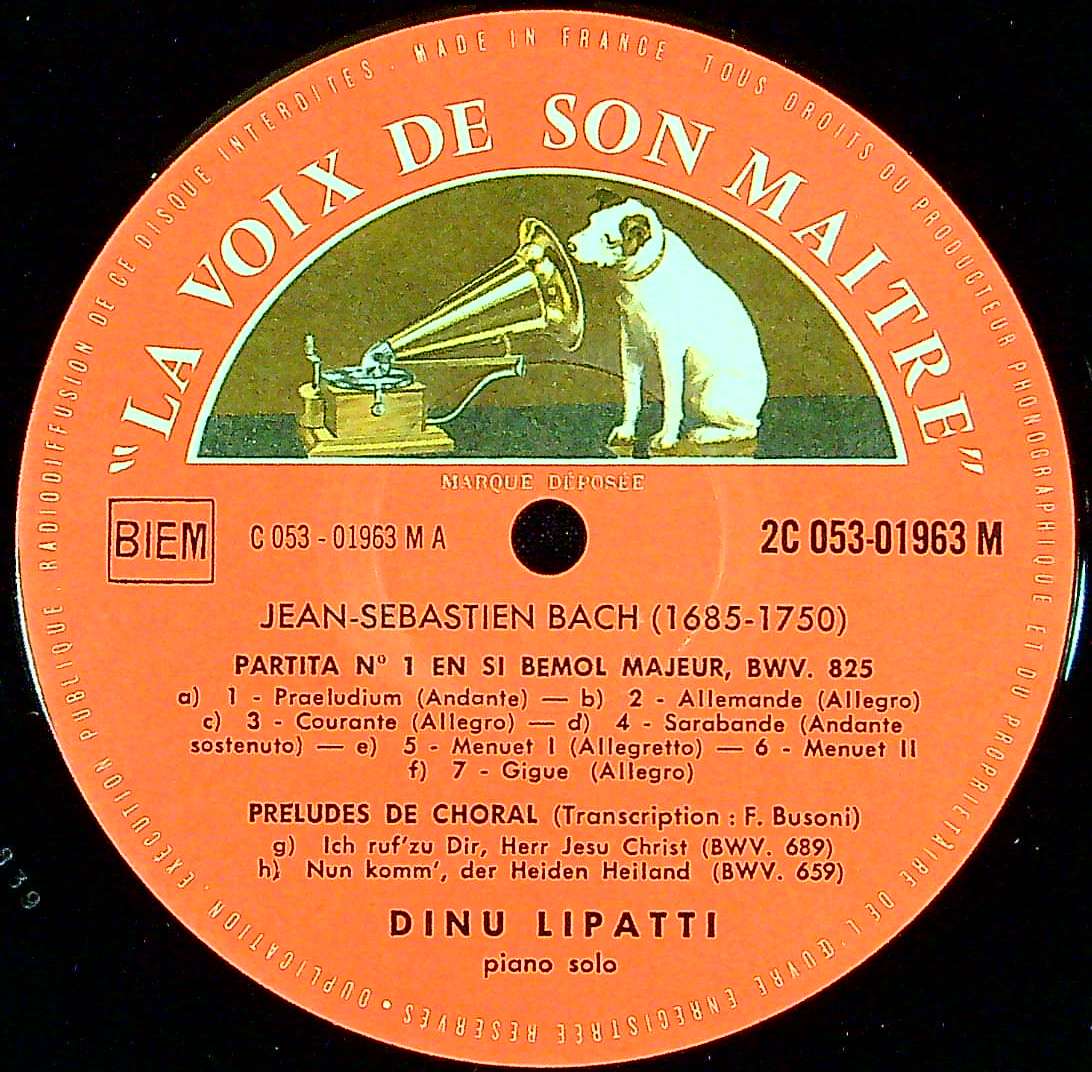 MADE IN FRANCE TOUS DROITS DU PRODUCTEUR PHONOGRAPHIQUE ET DU PROPRIETAIRE DE L'ŒUVRE ENREGISTREE RESERVES • DUPLICATION . EXECUTION PUBLIQUE . RADIODIFFUSION DE CE DISQUE INTERDITES .
"LA VOIX DE SON MAITRE"
MARQUE DÉPOSÉE
BIEM C 053 - 01963 M A 2C 053-01963 M
JEAN-SEBASTIEN BACH (1685-1750)
PARTITA Nº 1 EN SI BEMOL MAJEUR, BWV. 825
a) 1 - Praeludium (Andante) — b) 2 - Allemande (Allegro)
c) 3 - Courante (Allegro) — d) 4 - Sarabande (Andante
sostenuto) — e) 5 - Menuet I (Allegretto) — 6 - Menuet II
f) 7 - Gigue (Allegro)
PRELUDES DE CHORAL (Transcription : F. Busoni)
g) Ich ruf'zu Dir, Herr Jesu Christ (BWV. 689)
h) Nun komm', der Heiden Heiland (BWV. 659)
DINU LIPATTI
piano solo